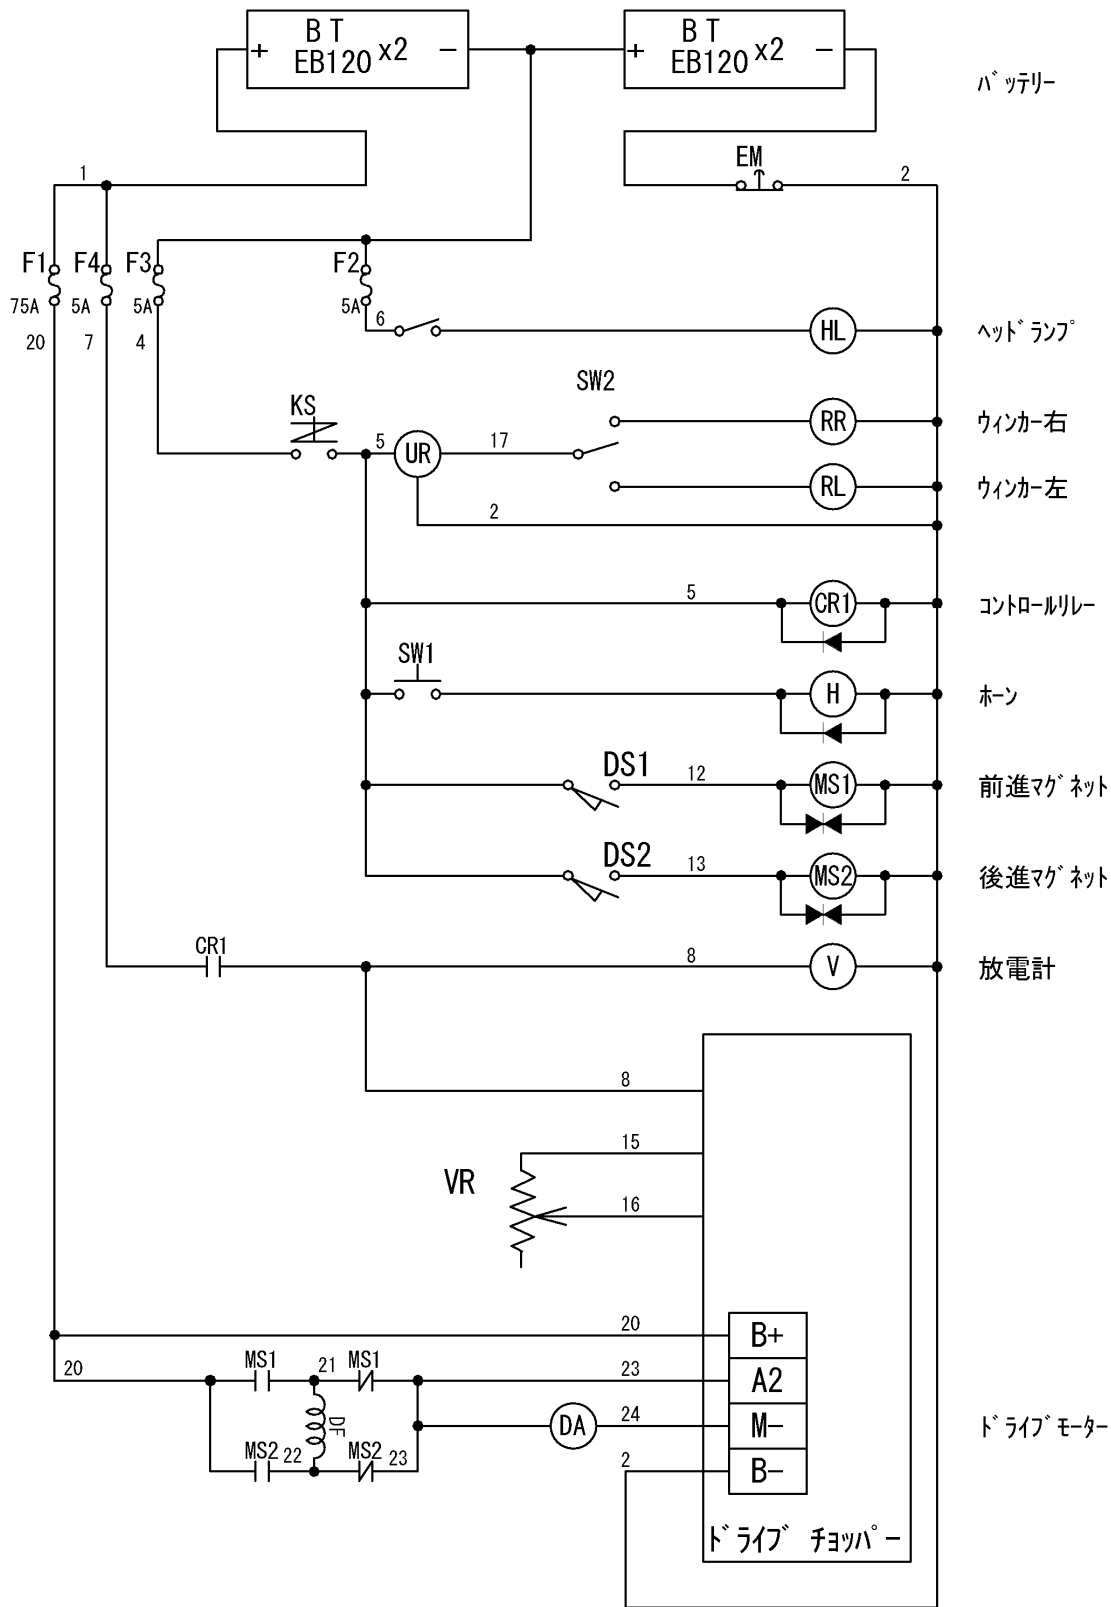 B T
EB120 x2
+ −
B T
EB120 x2
+ −
バッテリー
EM
1
2
F1
F4
F3
F2
75A
5A
5A
5A
20
7
4
6
HL
ヘッドランプ
SW2
KS
5
UR
17
RR
ウィンカー右
RL
ウィンカー左
2
5
CR1
コントロールリレー
SW1
H
ホーン
DS1
12
MS1
前進マグネット
DS2
13
MS2
後進マグネット
CR1
8
V
放電計
8
15
VR
16
20
B+
20
MS1
21
MS1
23
A2
DF
DA
24
M−
ドライブモーター
MS2
22
MS2
23
2
B−
ドライブ チョッパー